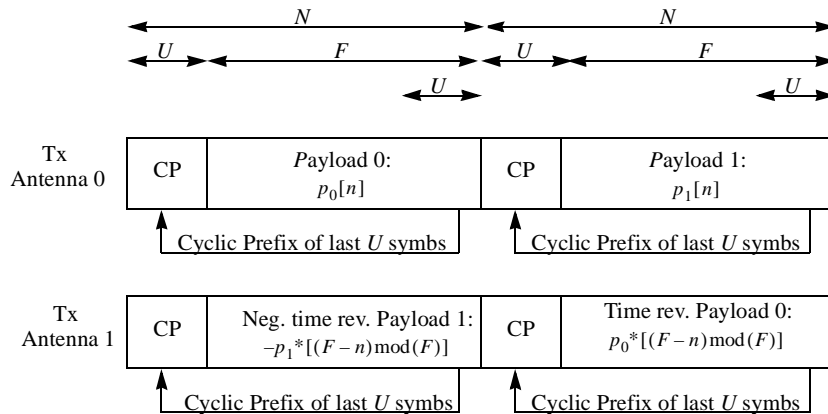 N N
U F U F
U U
Tx
Antenna 0
CP Payload 0: CP Payload 1:
p₀[n] p₁[n]
Cyclic Prefix of last U symbs Cyclic Prefix of last U symbs
Tx
Antenna 1
CP Neg. time rev. Payload 1: CP Time rev. Payload 0:
−p₁*[(F−n)mod(F)] p₀*[(F−n)mod(F)]
Cyclic Prefix of last U symbs Cyclic Prefix of last U symbs